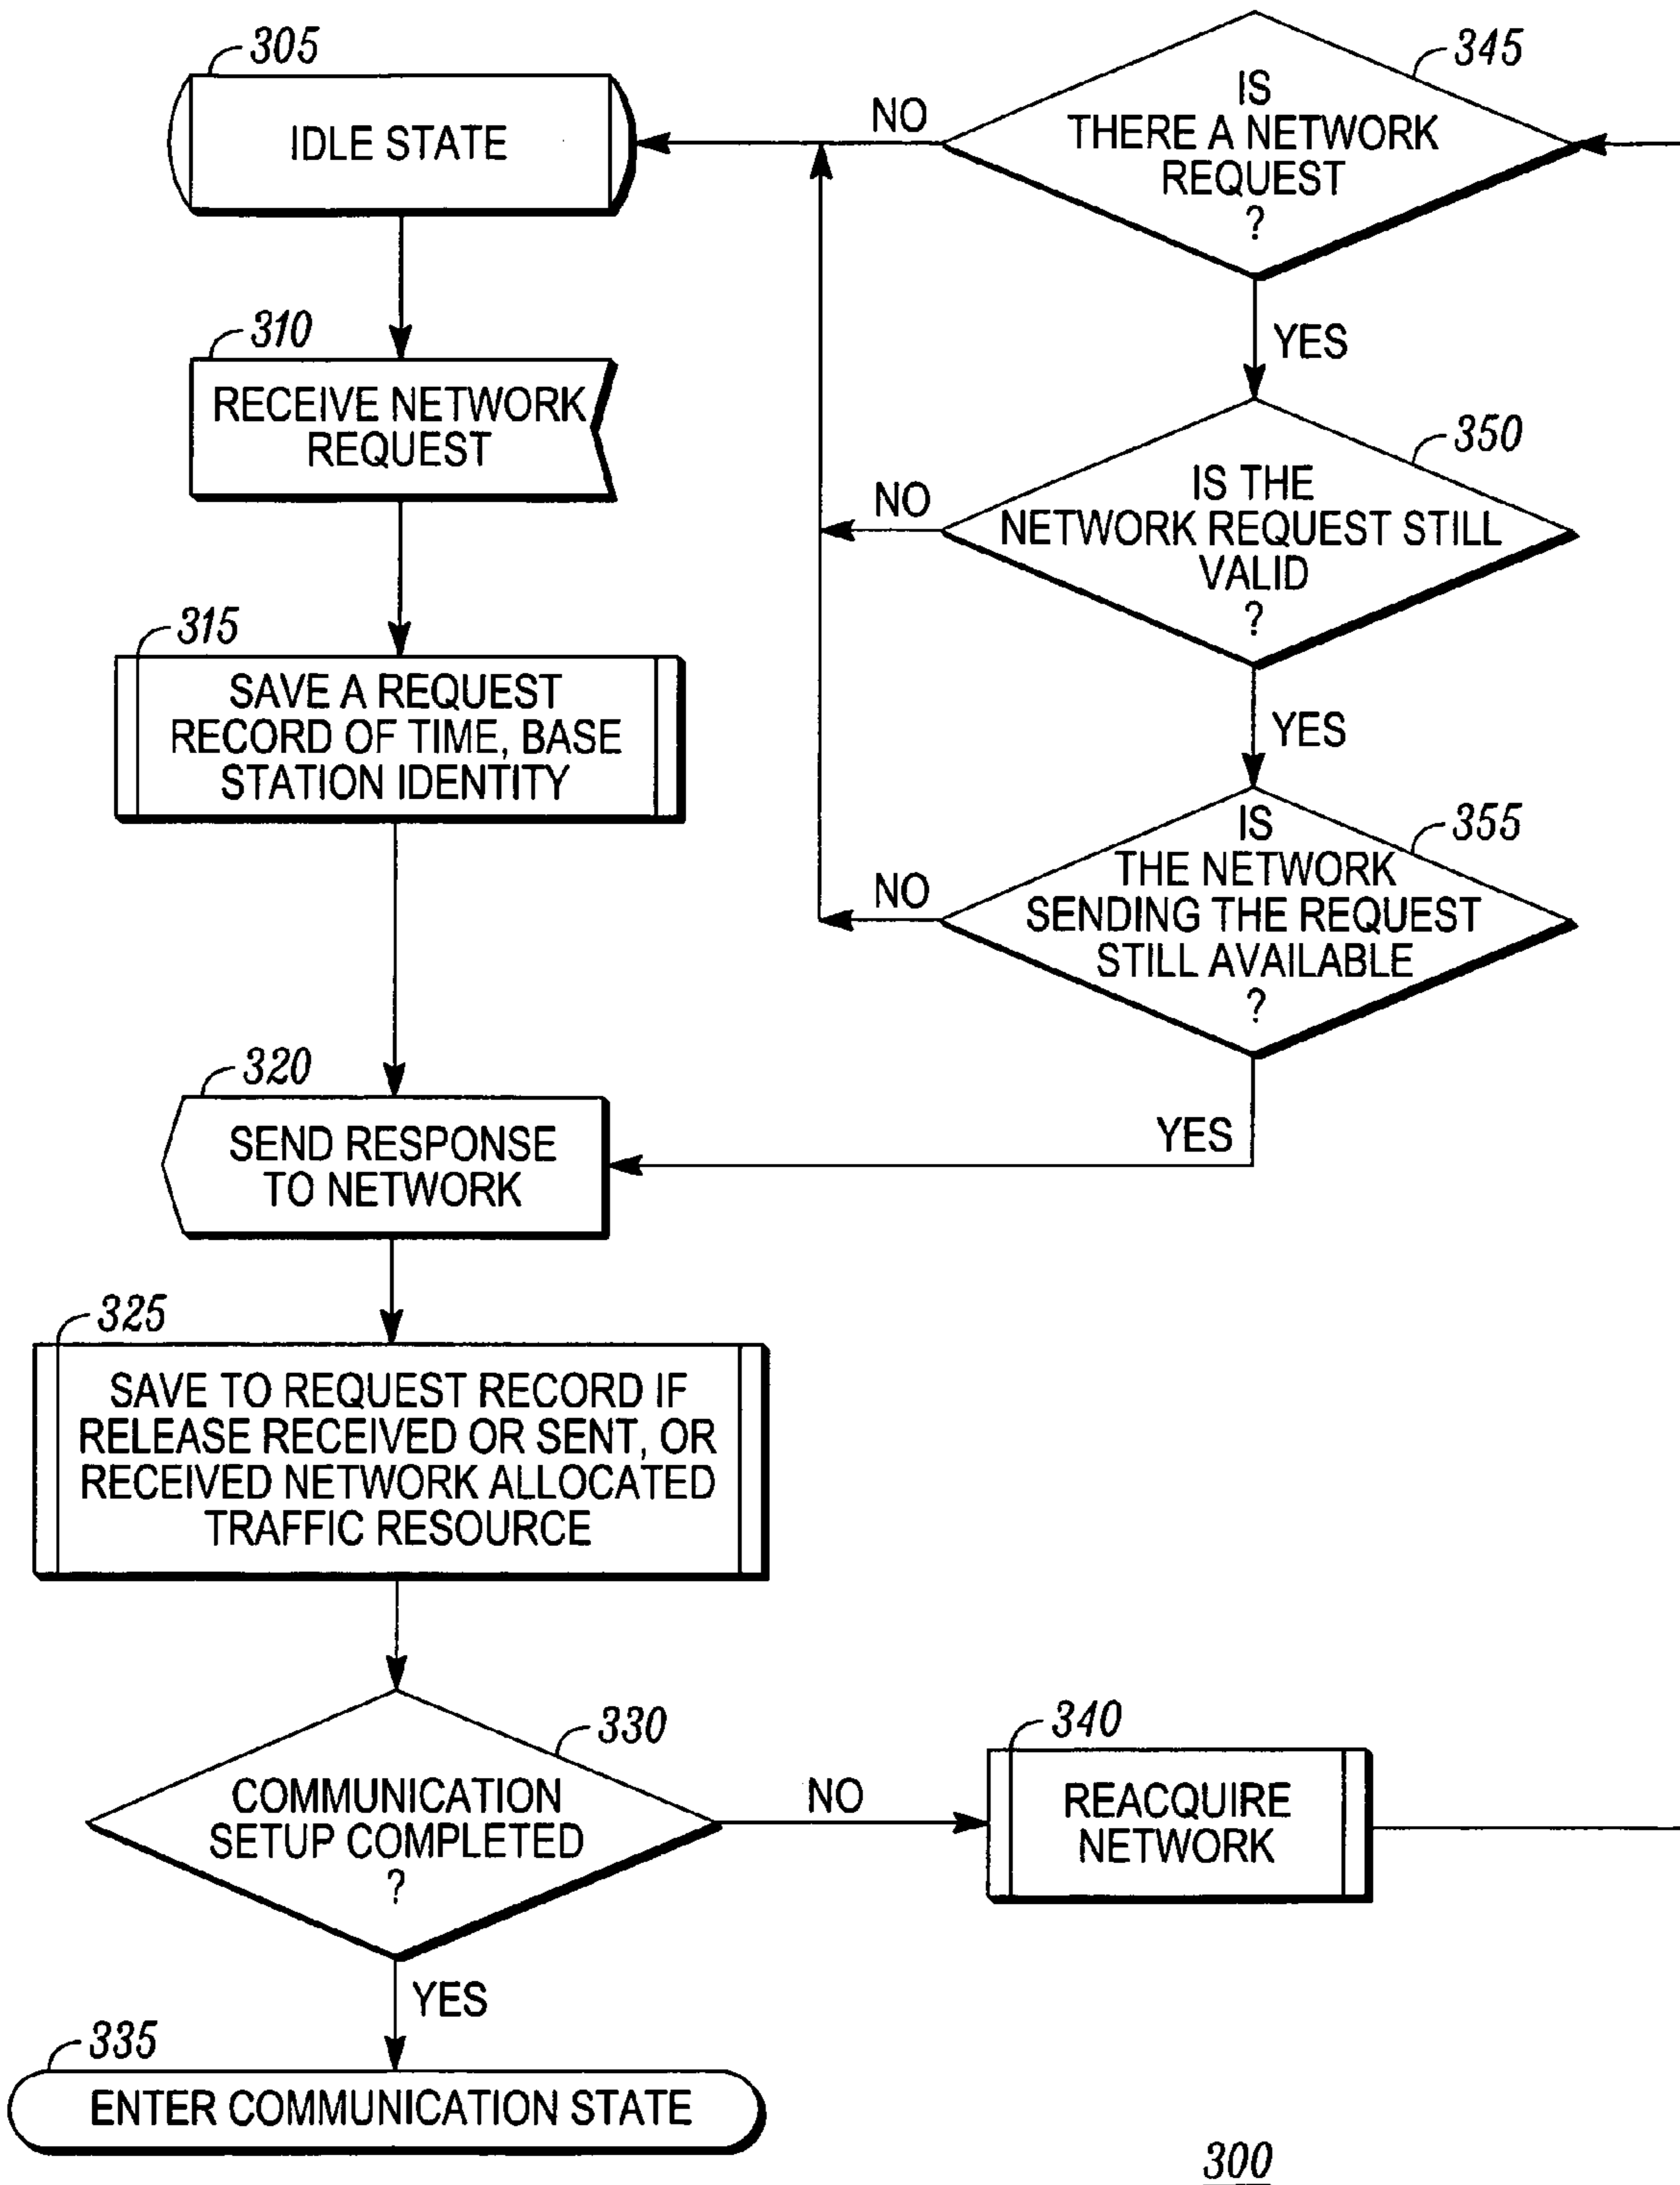 305
IDLE STATE
310
RECEIVE NETWORK
REQUEST
315
SAVE A REQUEST
RECORD OF TIME, BASE
STATION IDENTITY
320
SEND RESPONSE
TO NETWORK
325
SAVE TO REQUEST RECORD IF
RELEASE RECEIVED OR SENT, OR
RECEIVED NETWORK ALLOCATED
TRAFFIC RESOURCE
330
COMMUNICATION
SETUP COMPLETED
?
YES
335
ENTER COMMUNICATION STATE
NO
340
REACQUIRE
NETWORK
345
IS
THERE A NETWORK
REQUEST
?
NO
YES
350
IS THE
NETWORK REQUEST STILL
VALID
?
NO
YES
355
IS
THE NETWORK
SENDING THE REQUEST
STILL AVAILABLE
?
NO
YES
300